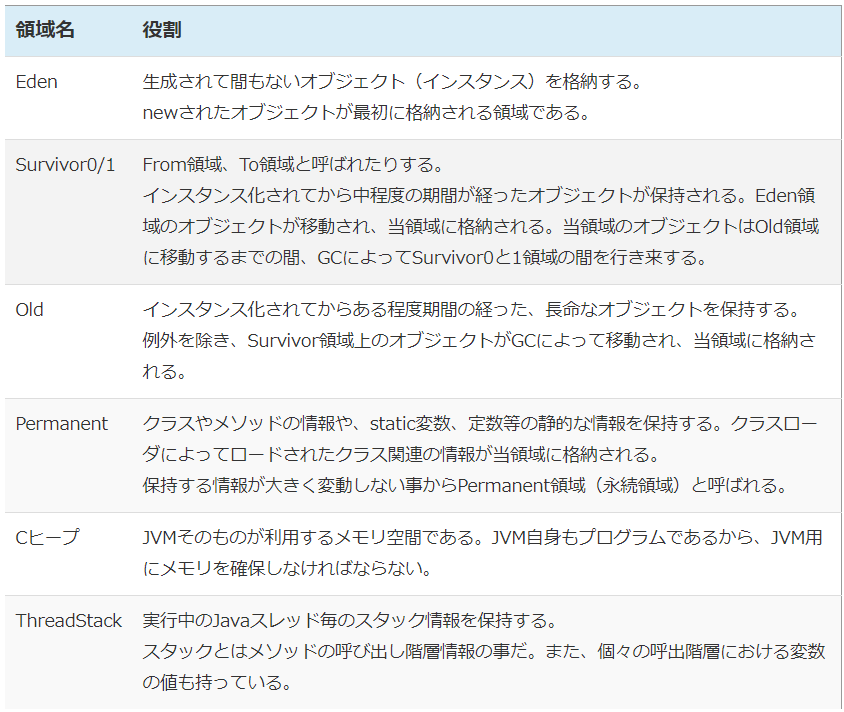 領域名 役割
Eden 生成されて間もないオブジェクト（インスタンス）を格納する。
newされたオブジェクトが最初に格納される領域である。
Survivor0/1 From領域、To領域と呼ばれたりする。
インスタンス化されてから中程度の期間が経ったオブジェクトが保持される。Eden領
域のオブジェクトが移動され、当領域に格納される。当領域のオブジェクトはOld領域
に移動するまでの間、GCによってSurvivor0と1領域の間を行き来する。
Old インスタンス化されてからある程度期間の経った、長命なオブジェクトを保持する。
例外を除き、Survivor領域上のオブジェクトがGCによって移動され、当領域に格納さ
れる。
Permanent クラスやメソッドの情報や、static変数、定数等の静的な情報を保持する。クラスロー
ダによってロードされたクラス関連の情報が当領域に格納される。
保持する情報が大きく変動しない事からPermanent領域（永続領域）と呼ばれる。
Cヒープ JVMそのものが利用するメモリ空間である。JVM自身もプログラムであるから、JVM用
にメモリを確保しなければならない。
ThreadStack 実行中のJavaスレッド毎のスタック情報を保持する。
スタックとはメソッドの呼び出し階層情報の事だ。また、個々の呼出階層における変数
の値も持っている。